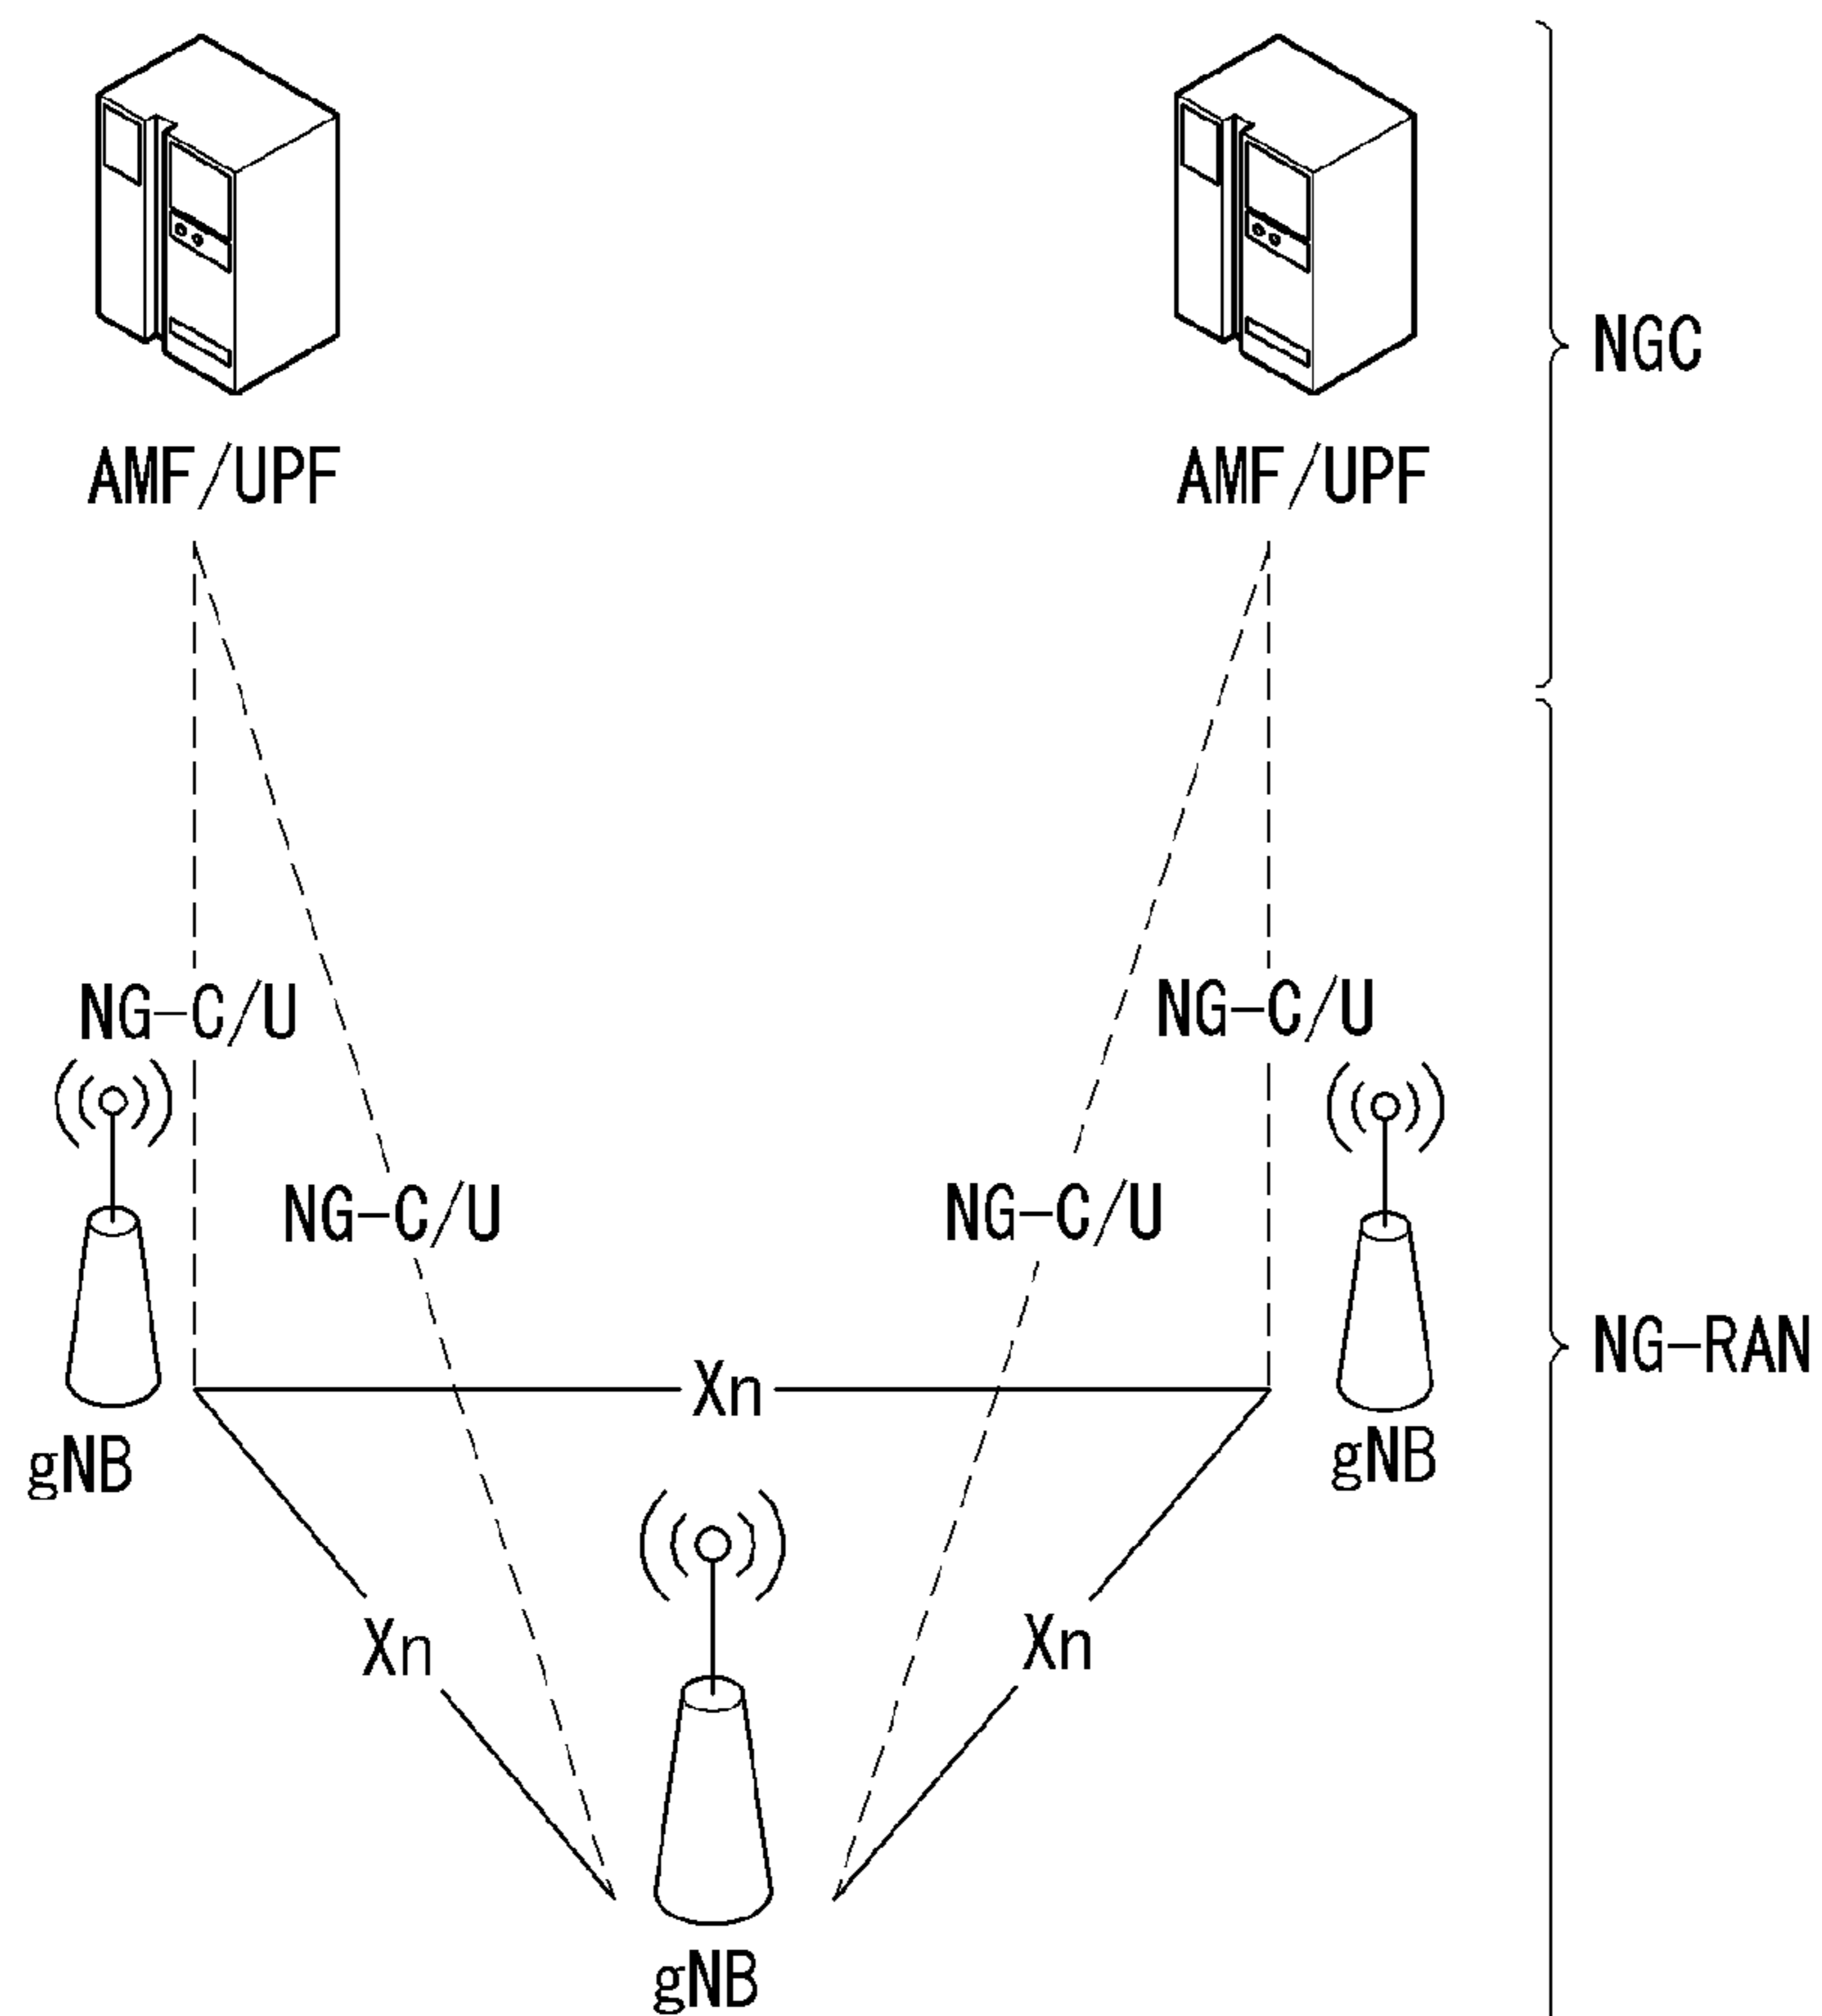 NGC
AMF/UPF
AMF/UPF
NG-C/U
NG-C/U
NG-C/U
NG-C/U
NG-RAN
Xn
gNB
gNB
Xn
Xn
gNB